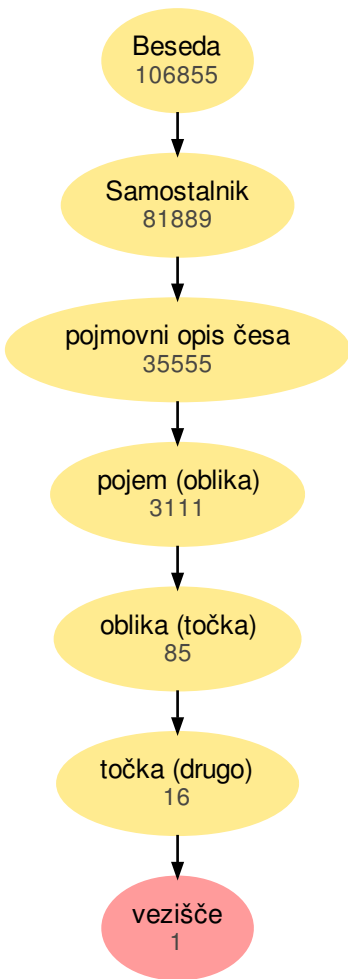 Beseda
106855
Samostalnik
81889
pojmovni opis česa
35555
pojem (oblika)
3111
oblika (točka)
85
točka (drugo)
16
vezišče
1